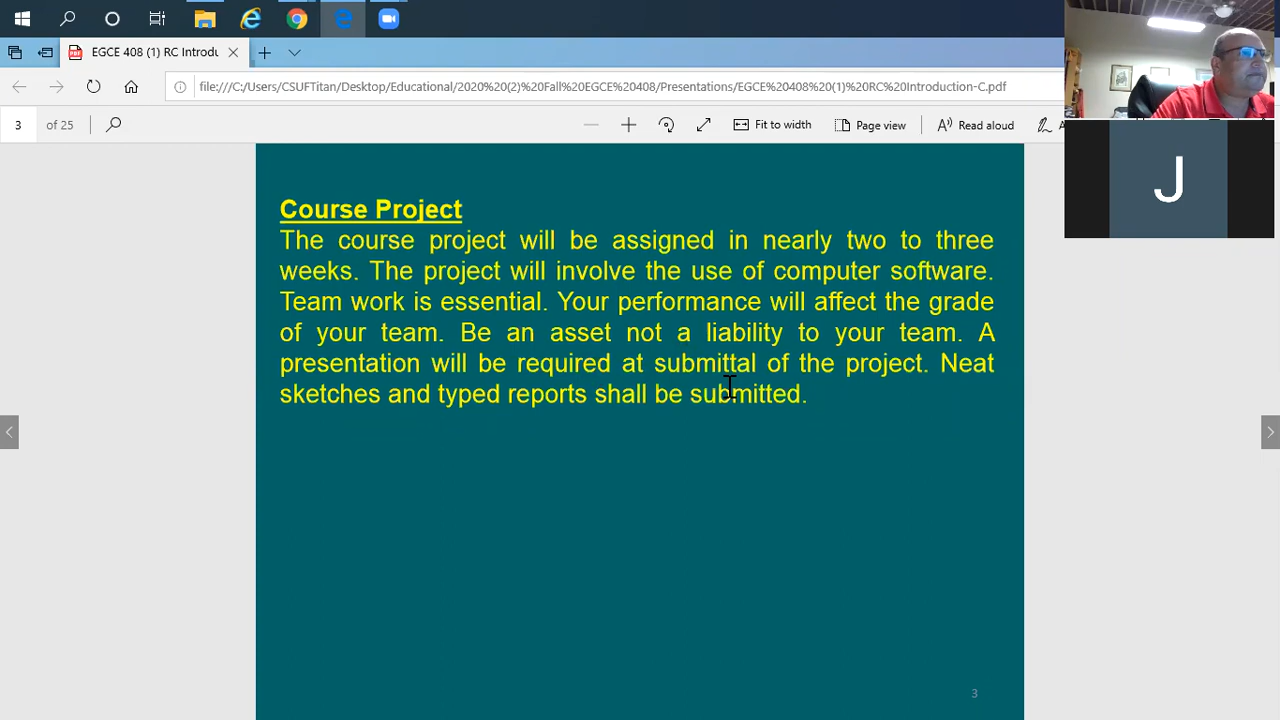 EGCE 408 (1) RC Introdu
file:///C:/Users/CSUFTitan/Desktop/Educational/2020%20(2)%20Fall%20EGCE%20408/Presentations/EGCE%20408%20(1)%20RC%20Introduction-C.pdf
3 of 25 Fit to width Page view Read aloud
Course Project
The course project will be assigned in nearly two to three
weeks. The project will involve the use of computer software.
Team work is essential. Your performance will affect the grade
of your team. Be an asset not a liability to your team. A
presentation will be required at submittal of the project. Neat
sketches and typed reports shall be submitted.
3
J